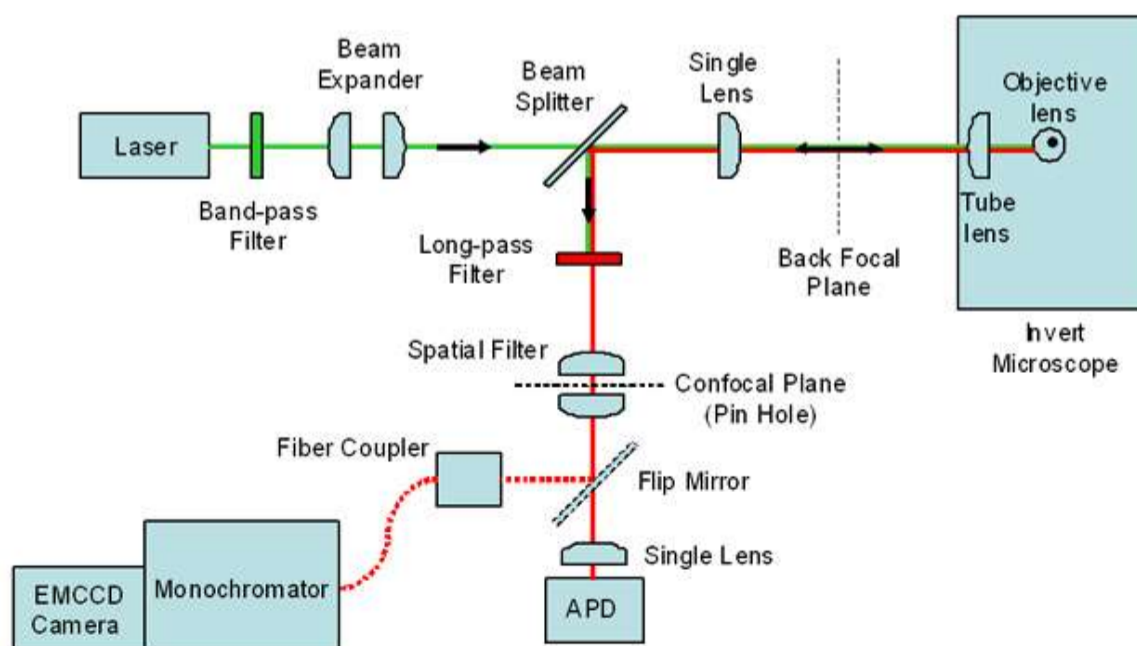 Beam
Expander
Beam
Splitter
Single
Lens
Objective
lens
Laser
Band-pass
Filter
Long-pass
Filter
Back Focal
Plane
Tube
lens
Invert
Microscope
Spatial Filter
Confocal Plane
(Pin Hole)
Fiber Coupler
Flip Mirror
Single Lens
Monochromator
EMCCD
Camera
APD